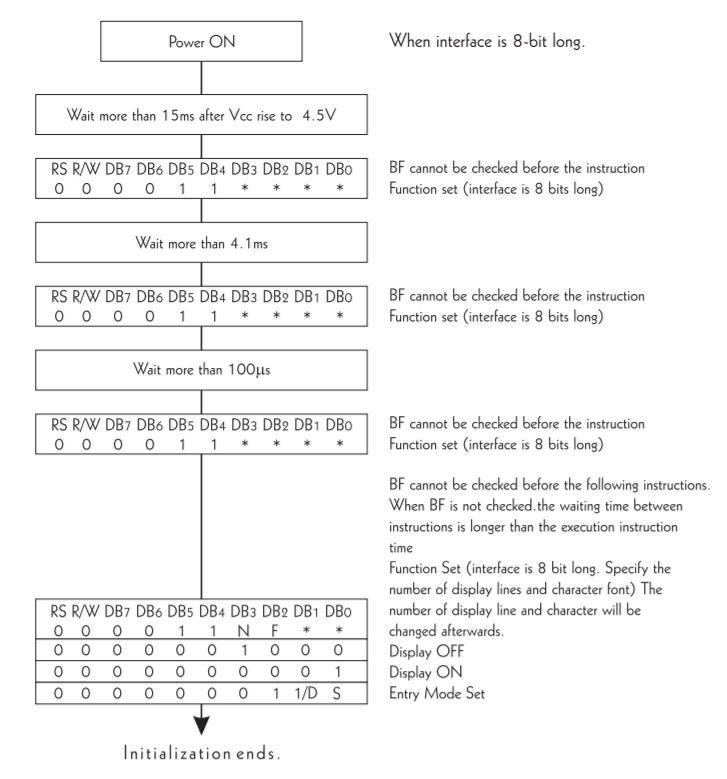 Power ON
When interface is 8-bit long.
Wait more than 15ms after Vcc rise to 4.5V
RS R/W DB7 DB6 DB5 DB4 DB3 DB2 DB1 DB0
0 0 0 0 1 1 * * * *
BF cannot be checked before the instruction
Function set (interface is 8 bits long)
Wait more than 4.1ms
RS R/W DB7 DB6 DB5 DB4 DB3 DB2 DB1 DB0
0 0 0 0 1 1 * * * *
BF cannot be checked before the instruction
Function set (interface is 8 bits long)
Wait more than 100µs
RS R/W DB7 DB6 DB5 DB4 DB3 DB2 DB1 DB0
0 0 0 0 1 1 * * * *
BF cannot be checked before the instruction
Function set (interface is 8 bits long)
BF cannot be checked before the following instructions.
When BF is not checked.the waiting time between
instructions is longer than the execution instruction
time
Function Set (interface is 8 bit long. Specify the
number of display lines and character font) The
number of display line and character will be
changed afterwards.
Display OFF
Display ON
Entry Mode Set
RS R/W DB7 DB6 DB5 DB4 DB3 DB2 DB1 DB0
0 0 0 0 1 1 N F * *
0 0 0 0 0 0 1 0 0 0
0 0 0 0 0 0 0 0 0 1
0 0 0 0 0 0 0 1 1/D S
Initialization ends.